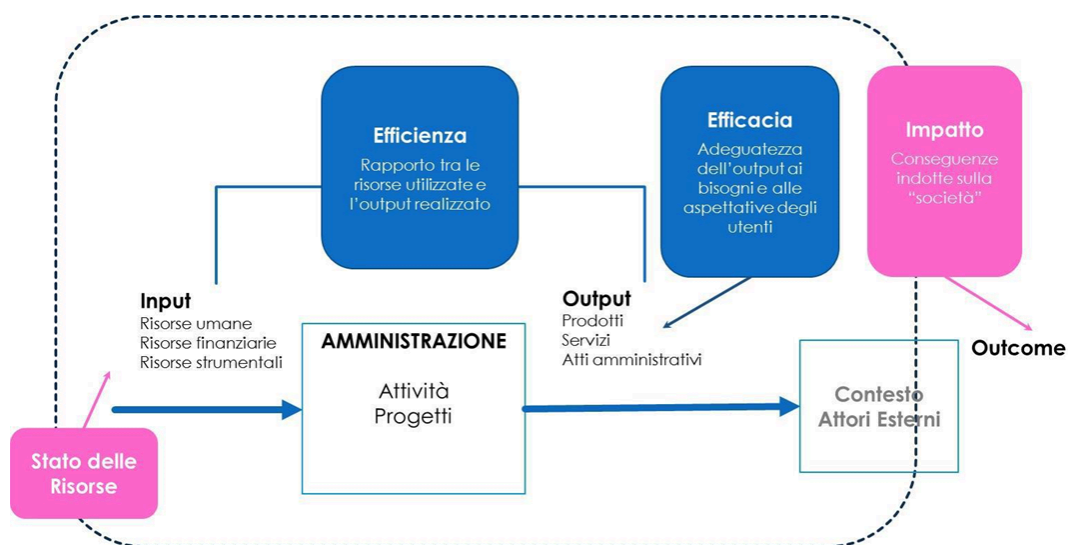 Efficienza
Rapporto tra le
risorse utilizzate e
l'output realizzato
Efficacia
Adeguatezza
dell'output ai
bisogni e alle
aspettative degli
utenti
Impatto
Conseguenze
indotte sulla
“società”
Input
Risorse umane
Risorse finanziarie
Risorse strumentali
AMMINISTRAZIONE
Attività
Progetti
Output
Prodotti
Servizi
Atti amministrativi
Outcome
Contesto
Attori Esterni
Stato delle
Risorse